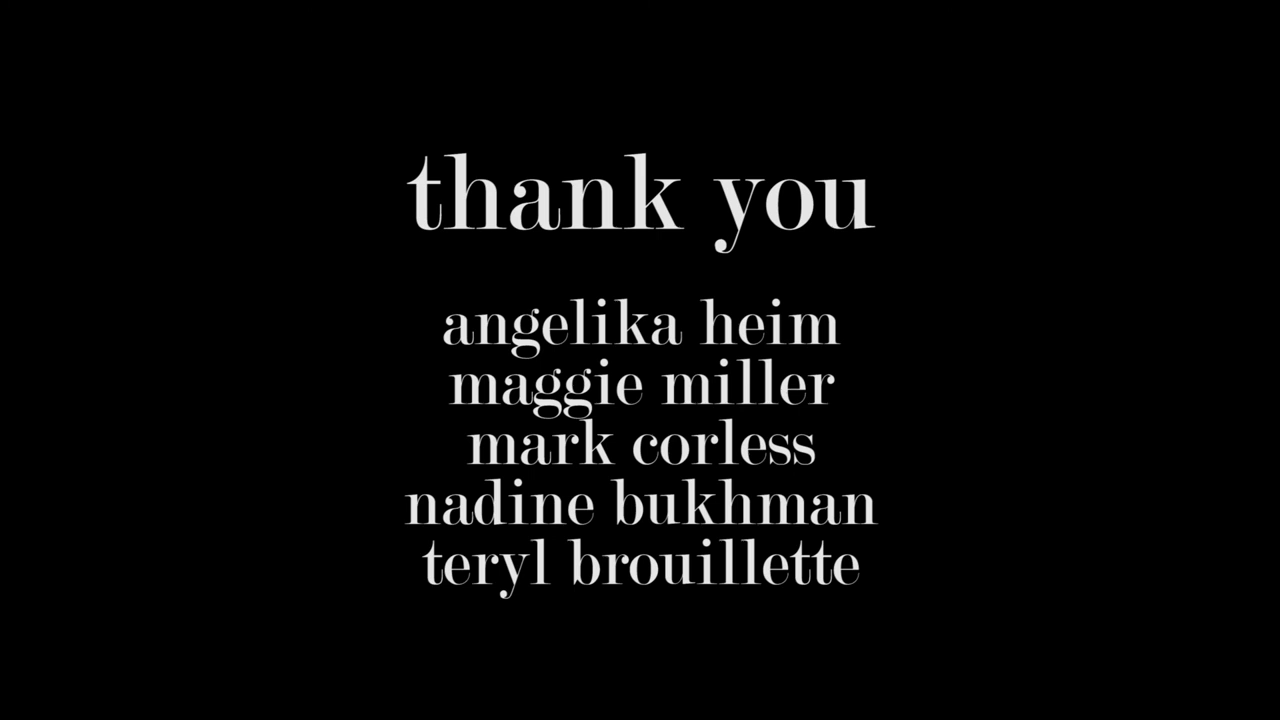 thank you
angelika heim
maggie miller
mark corless
nadine bukhman
teryl brouillette